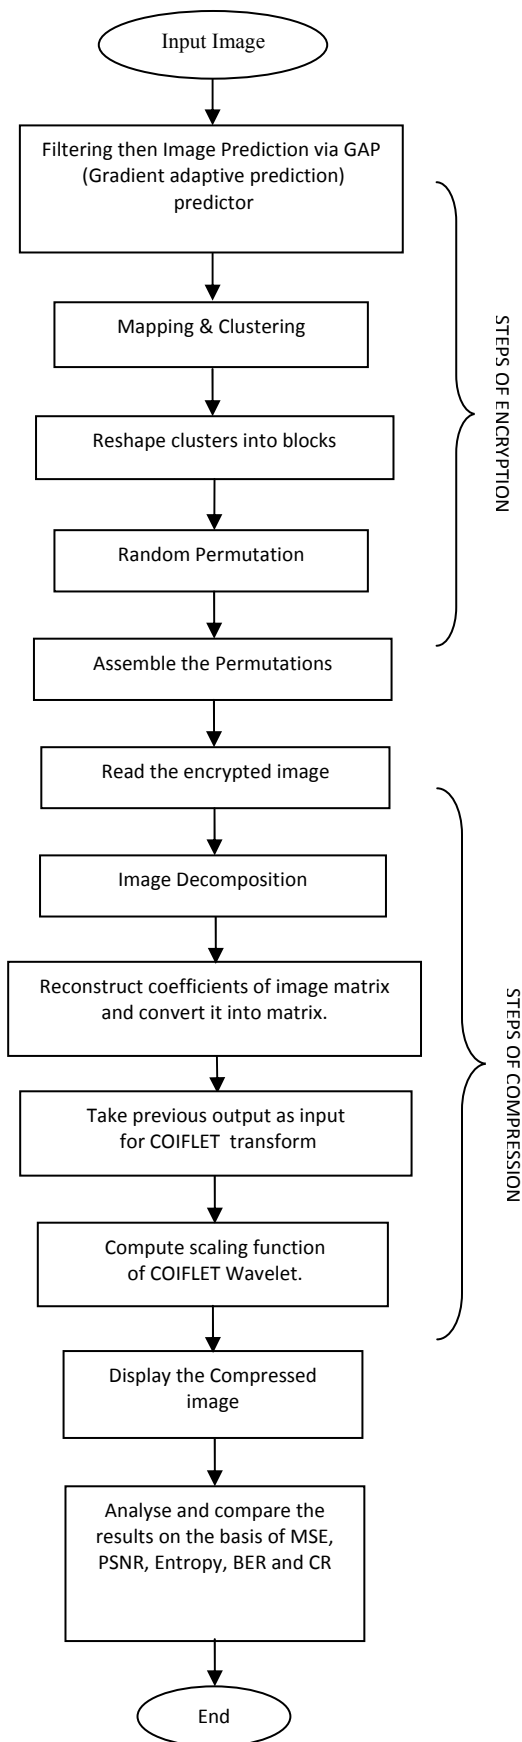 Input Image
Filtering then Image Prediction via GAP
(Gradient adaptive prediction)
predictor
Mapping & Clustering
Reshape clusters into blocks
Random Permutation
Assemble the Permutations
STEPS OF ENCRYPTION
Read the encrypted image
Image Decomposition
Reconstruct coefficients of image matrix
and convert it into matrix.
Take previous output as input
for COIFLET transform
Compute scaling function
of COIFLET Wavelet.
STEPS OF COMPRESSION
Display the Compressed
image
Analyse and compare the
results on the basis of MSE,
PSNR, Entropy, BER and CR
End